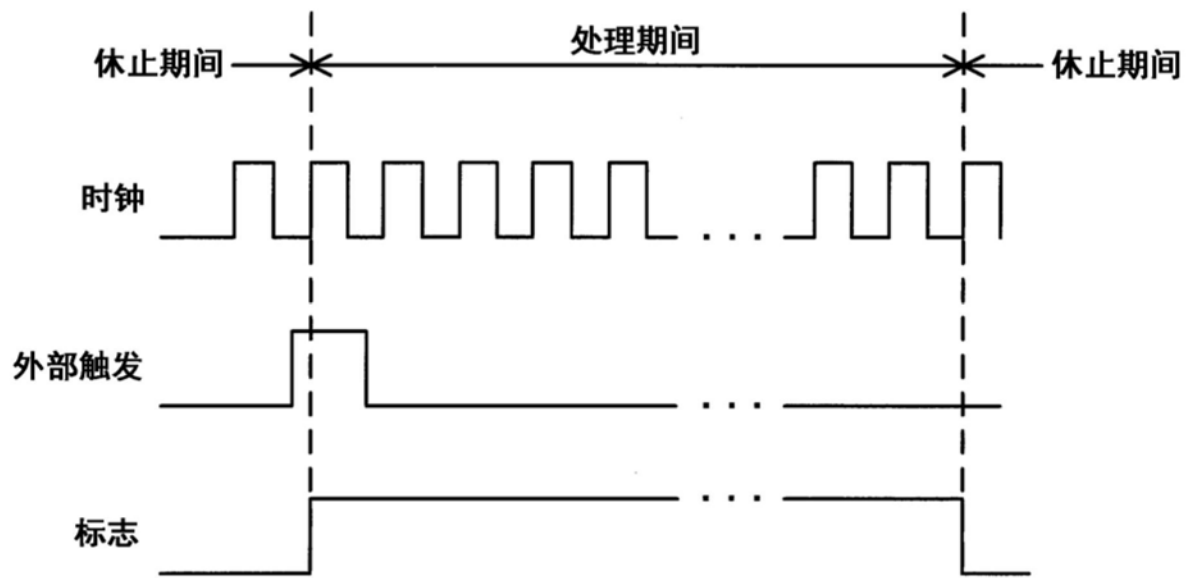 处理期间
休止期间
休止期间
时钟
外部触发
标志